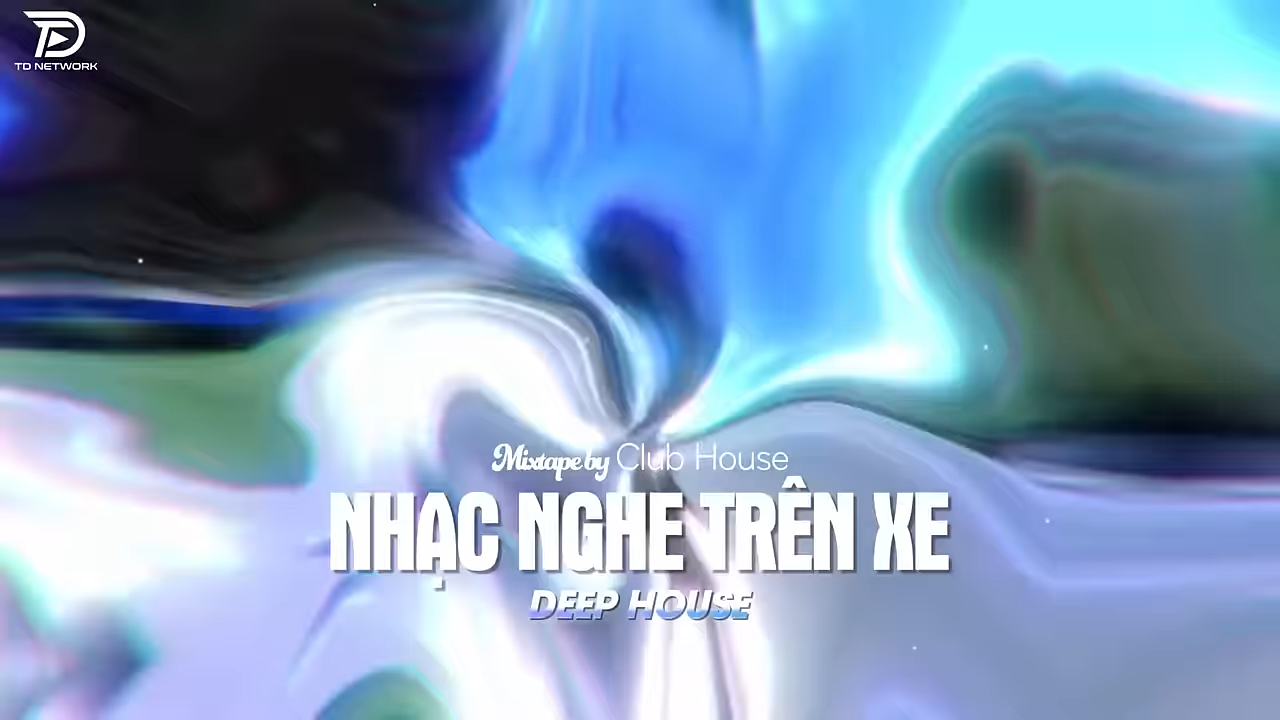 TD NETWORK
Mixtape by Club House
NHẠC NGHE TRÊN XE
DEEP HOUSE